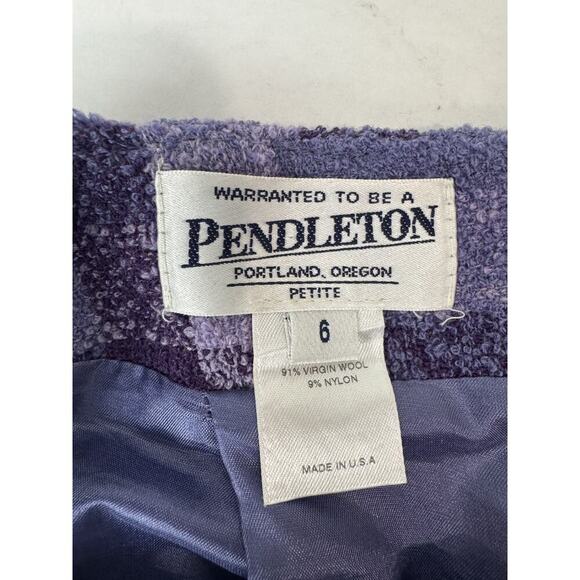 WARRANTED TO BE A
PENDLETON
PORTLAND, OREGON
PETITE
6
91% VIRGIN WOOL
9% NYLON
MADE IN U.S.A